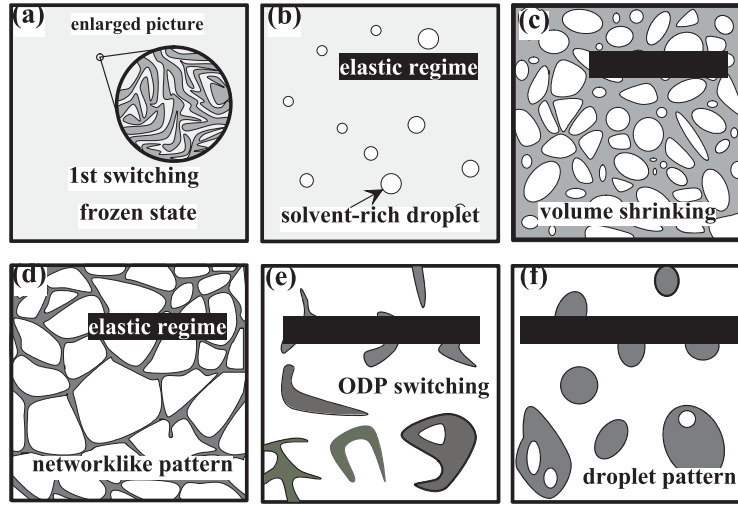 (a)
enlarged picture
1st switching
frozen state
(b)
elastic regime
solvent-rich droplet
(c)
volume shrinking
(d)
elastic regime
networklike pattern
(e)
ODP switching
(f)
droplet pattern